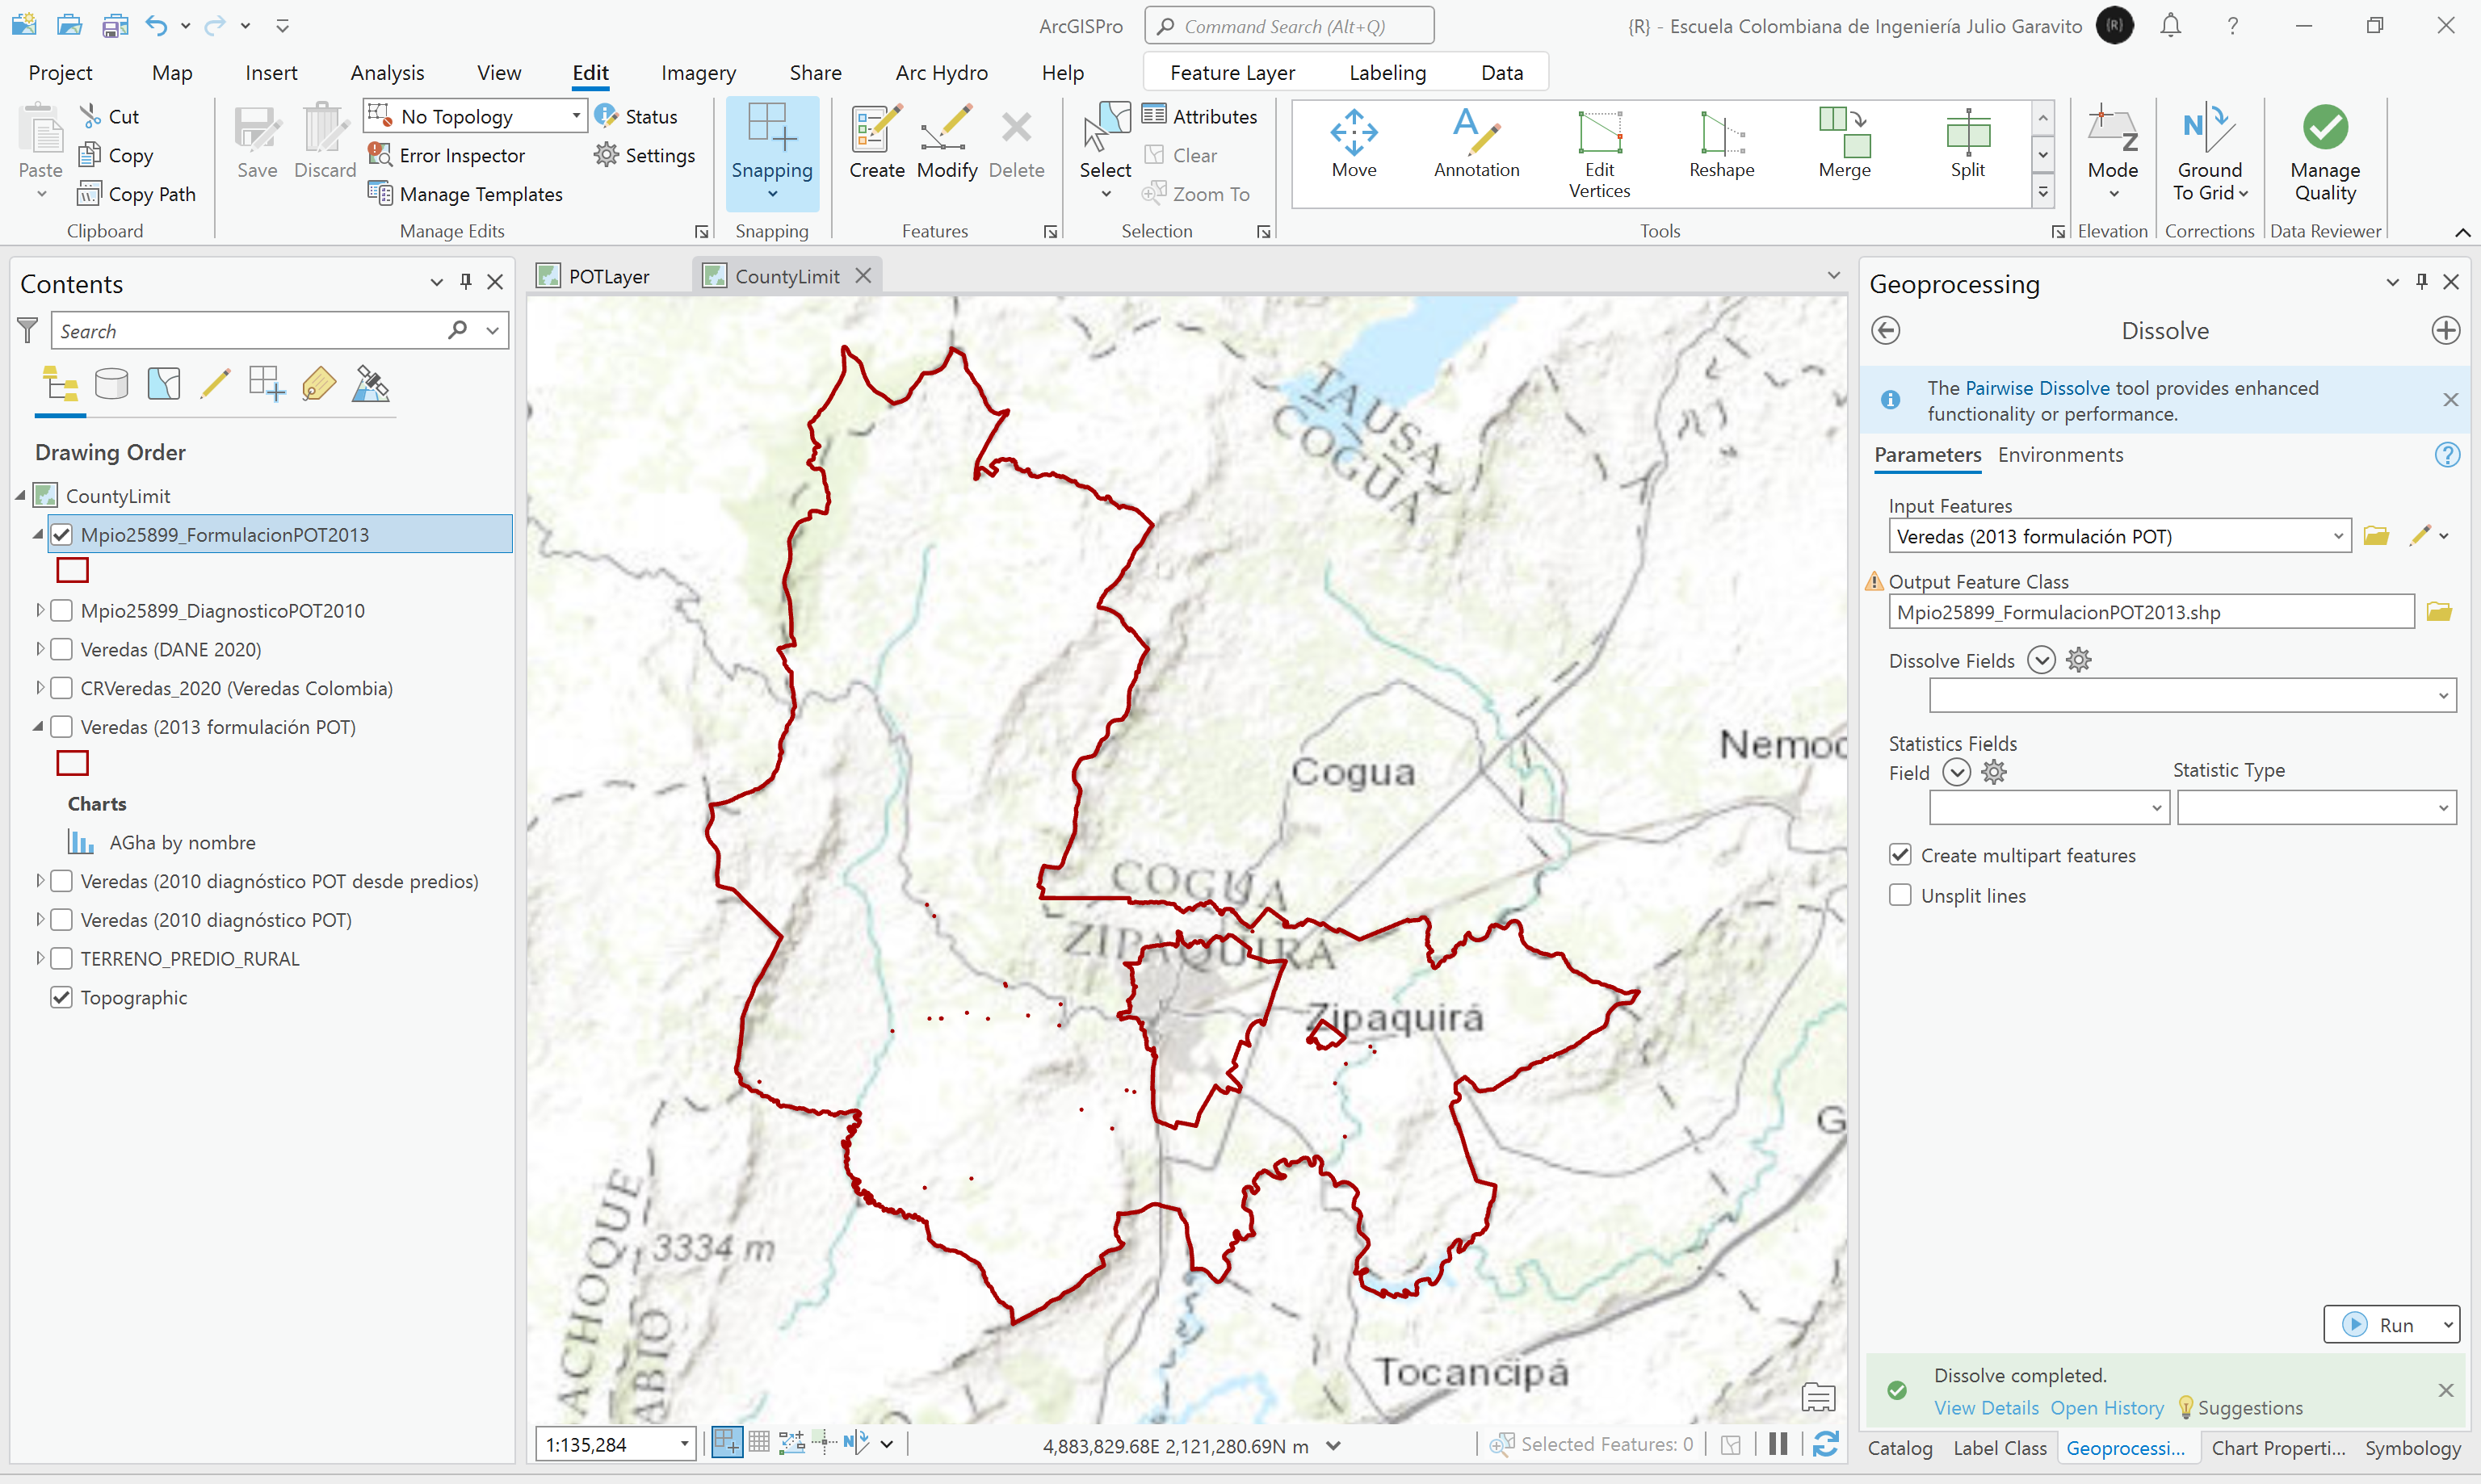 ArcGISPro
Command Search (Alt+Q)
{R} - Escuela Colombiana de Ingeniería Julio Garavito
{R}
?
Project
Map
Insert
Analysis
View
Edit
Imagery
Share
Arc Hydro
Help
Feature Layer
Labeling
Data
Paste
Cut
Copy
Copy Path
Clipboard
Save
Discard
No Topology
Error Inspector
Manage Templates
Status
Settings
Manage Edits
Snapping
Snapping
Create
Modify
Delete
Features
Select
Attributes
Clear
Zoom To
Selection
Move
Annotation
Edit
Vertices
Reshape
Merge
Split
Tools
Mode
Elevation
Ground
To Grid
Corrections
Manage
Quality
Data Reviewer
Contents
Search
Drawing Order
CountyLimit
Mpio25899_FormulacionPOT2013
Mpio25899_DiagnosticoPOT2010
Veredas (DANE 2020)
CRVeredas_2020 (Veredas Colombia)
Veredas (2013 formulación POT)
Charts
AGha by nombre
Veredas (2010 diagnóstico POT desde predios)
Veredas (2010 diagnóstico POT)
TERRENO_PREDIO_RURAL
Topographic
POTLayer
CountyLimit
TAUSA
COGUA
Nemoc
Cogua
COGUA
ZIPAQUIRÁ
Zipaquirá
G
ACHOQUE
ABIO
3334 m
Tocancipá
1:135,284
4,883,829.68E 2,121,280.69N m
Selected Features: 0
Geoprocessing
Dissolve
The Pairwise Dissolve tool provides enhanced
functionality or performance.
Parameters
Environments
?
Input Features
Veredas (2013 formulación POT)
Output Feature Class
Mpio25899_FormulacionPOT2013.shp
Dissolve Fields
Statistics Fields
Field
Statistic Type
Create multipart features
Unsplit lines
Run
Dissolve completed.
View Details
Open History
Suggestions
Catalog
Label Class
Geoprocessi...
Chart Properti...
Symbology